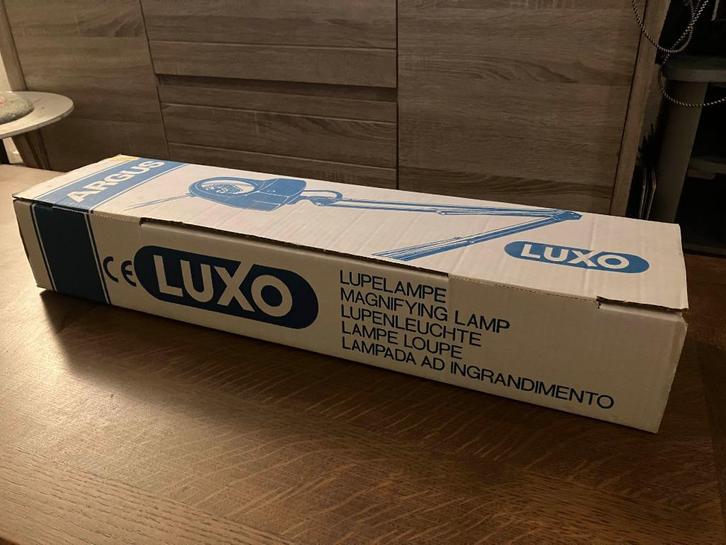 ARGUS
LUXO
CE LUXO
LUPELAMPE
MAGNIFYING LAMP
LUPENLEUCHTE
LAMPE LOUPE
LAMPADA AD INGRANDIMENTO